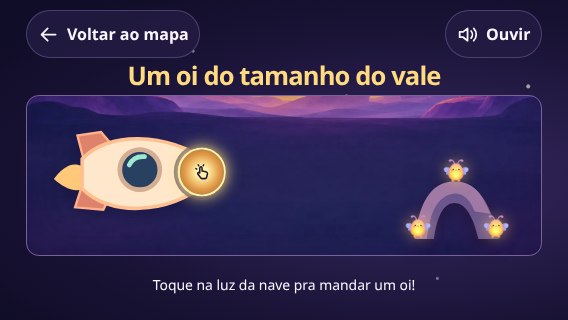 Voltar ao mapa
Ouvir
Um oi do tamanho do vale
Toque na luz da nave pra mandar um oi!